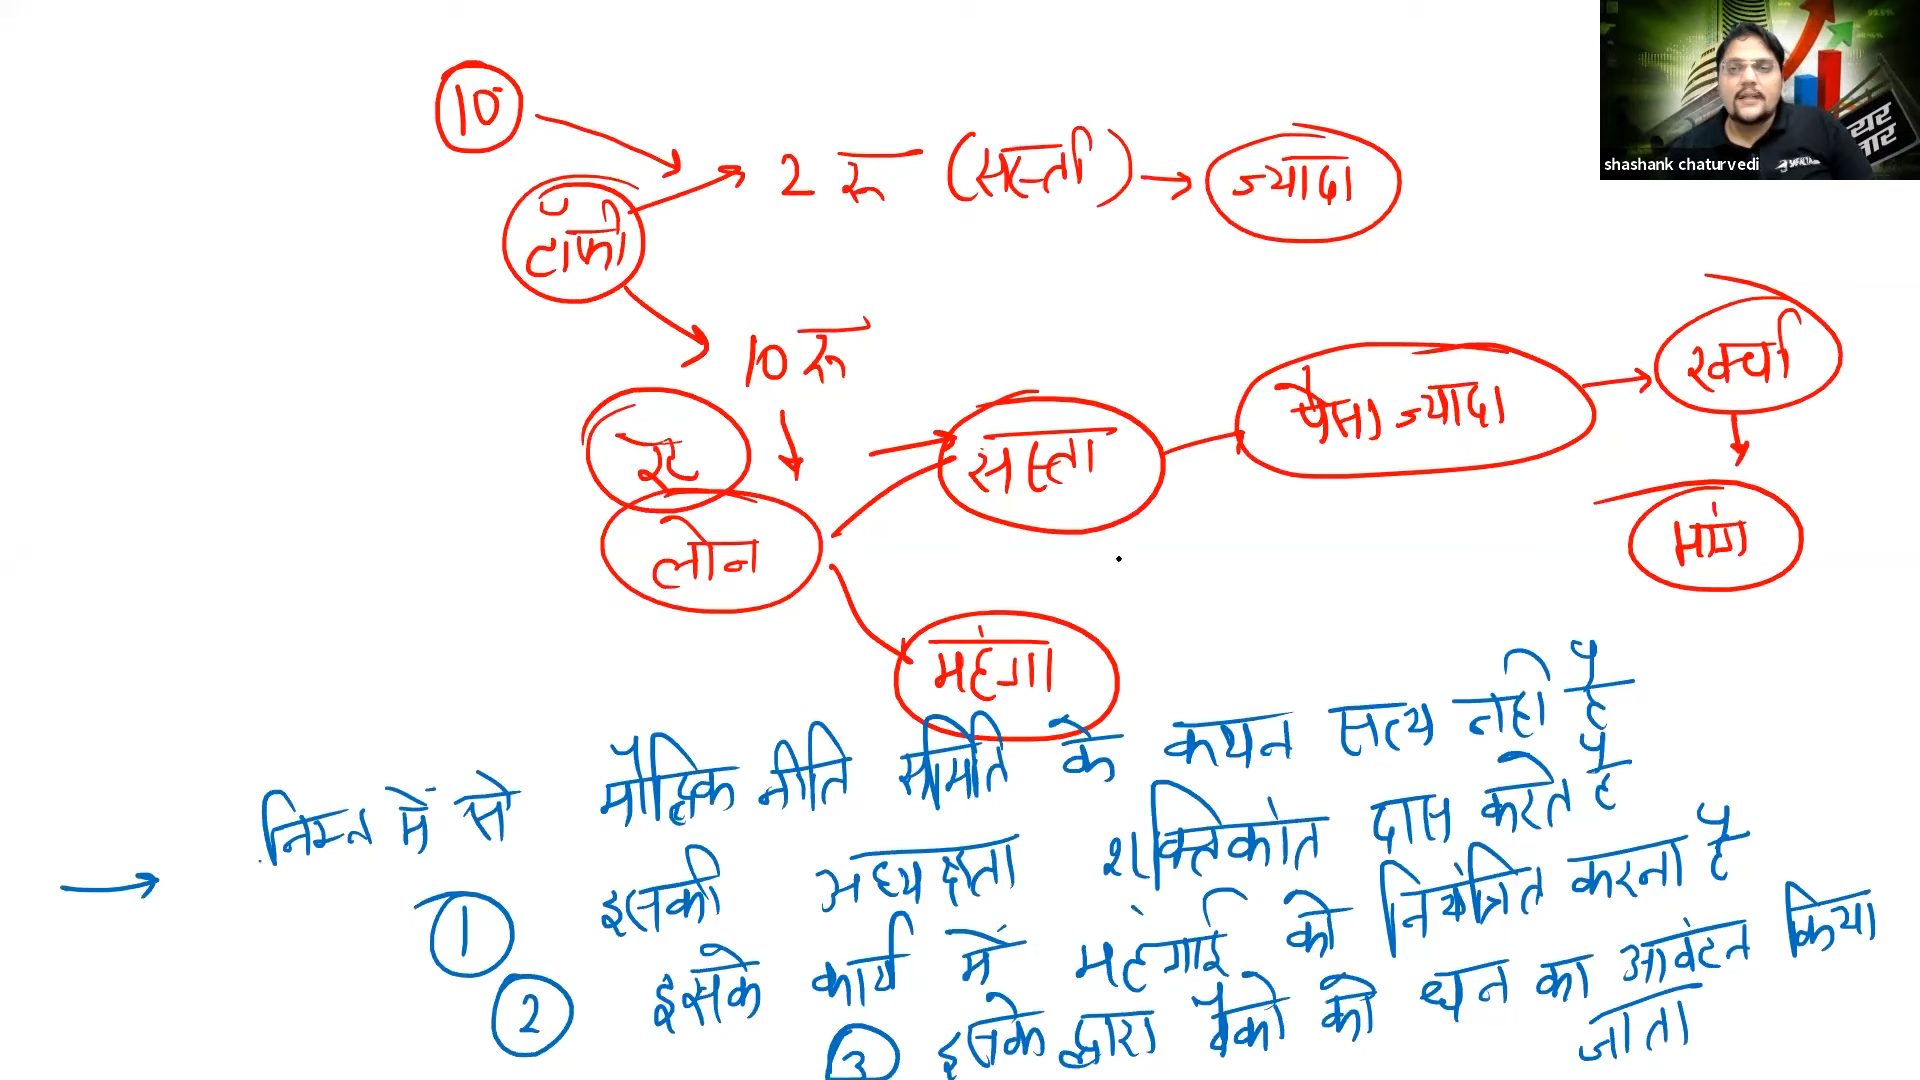 10
टॉफी
2 रू (सस्ती)
ज्यादा
10 रू
रेट
लोन
सस्ता
पैसा ज्यादा
खर्चा
मांग
महंगा
निम्न में से मौद्रिक नीति समिति के कथन सत्य नही है
1 इसकी अध्यक्षता शक्तिकांत दास करते है
2 इसके कार्य में महंगाई को नियंत्रित करना है
3 इसके द्वारा बैंको को धन का आवंटन किया
जाता
shashank chaturvedi